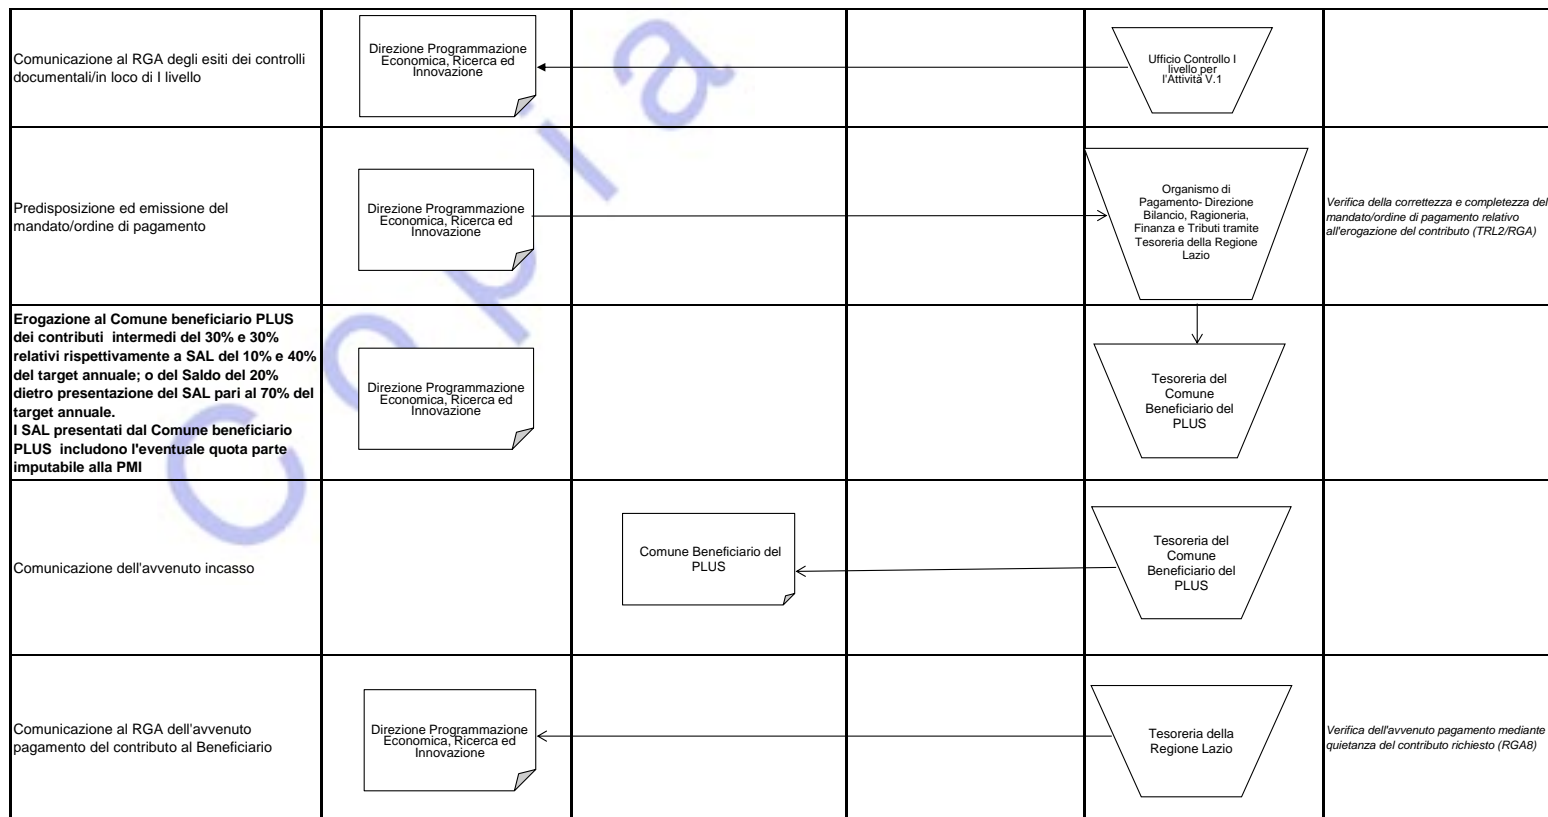 Comunicazione al RGA degli esiti dei controlli
documentali/in loco di I livello
Direzione Programmazione
Economica, Ricerca ed
Innovazione
Ufficio Controllo I
livello per
l'Attività V.1
Predisposizione ed emissione del
mandato/ordine di pagamento
Direzione Programmazione
Economica, Ricerca ed
Innovazione
Organismo di
Pagamento- Direzione
Bilancio, Ragioneria,
Finanza e Tributi tramite
Tesoreria della Regione
Lazio
Verifica della correttezza e completezza del
mandato/ordine di pagamento relativo
all'erogazione del contributo (TRL2/RGA)
Erogazione al Comune beneficiario PLUS
dei contributi intermedi del 30% e 30%
relativi rispettivamente a SAL del 10% e 40%
del target annuale; o del Saldo del 20%
dietro presentazione del SAL pari al 70% del
target annuale.
I SAL presentati dal Comune beneficiario
PLUS includono l'eventuale quota parte
imputabile alla PMI
Direzione Programmazione
Economica, Ricerca ed
Innovazione
Tesoreria del
Comune
Beneficiario del
PLUS
Comunicazione dell'avvenuto incasso
Comune Beneficiario del
PLUS
Tesoreria del
Comune
Beneficiario del
PLUS
Comunicazione al RGA dell'avvenuto
pagamento del contributo al Beneficiario
Direzione Programmazione
Economica, Ricerca ed
Innovazione
Tesoreria della
Regione Lazio
Verifica dell'avvenuto pagamento mediante
quietanza del contributo richiesto (RGA8)
Copia